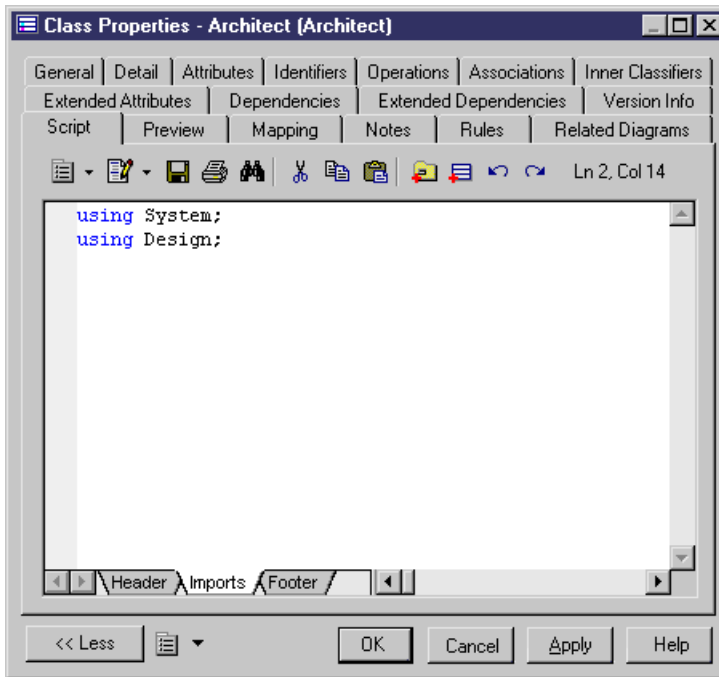 Class Properties - Architect (Architect)
General Detail Attributes Identifiers Operations Associations Inner Classifiers
Extended Attributes Dependencies Extended Dependencies Version Info
Script Preview Mapping Notes Rules Related Diagrams
Ln 2, Col 14
using System;
using Design;
Header Imports Footer
<< Less OK Cancel Apply Help